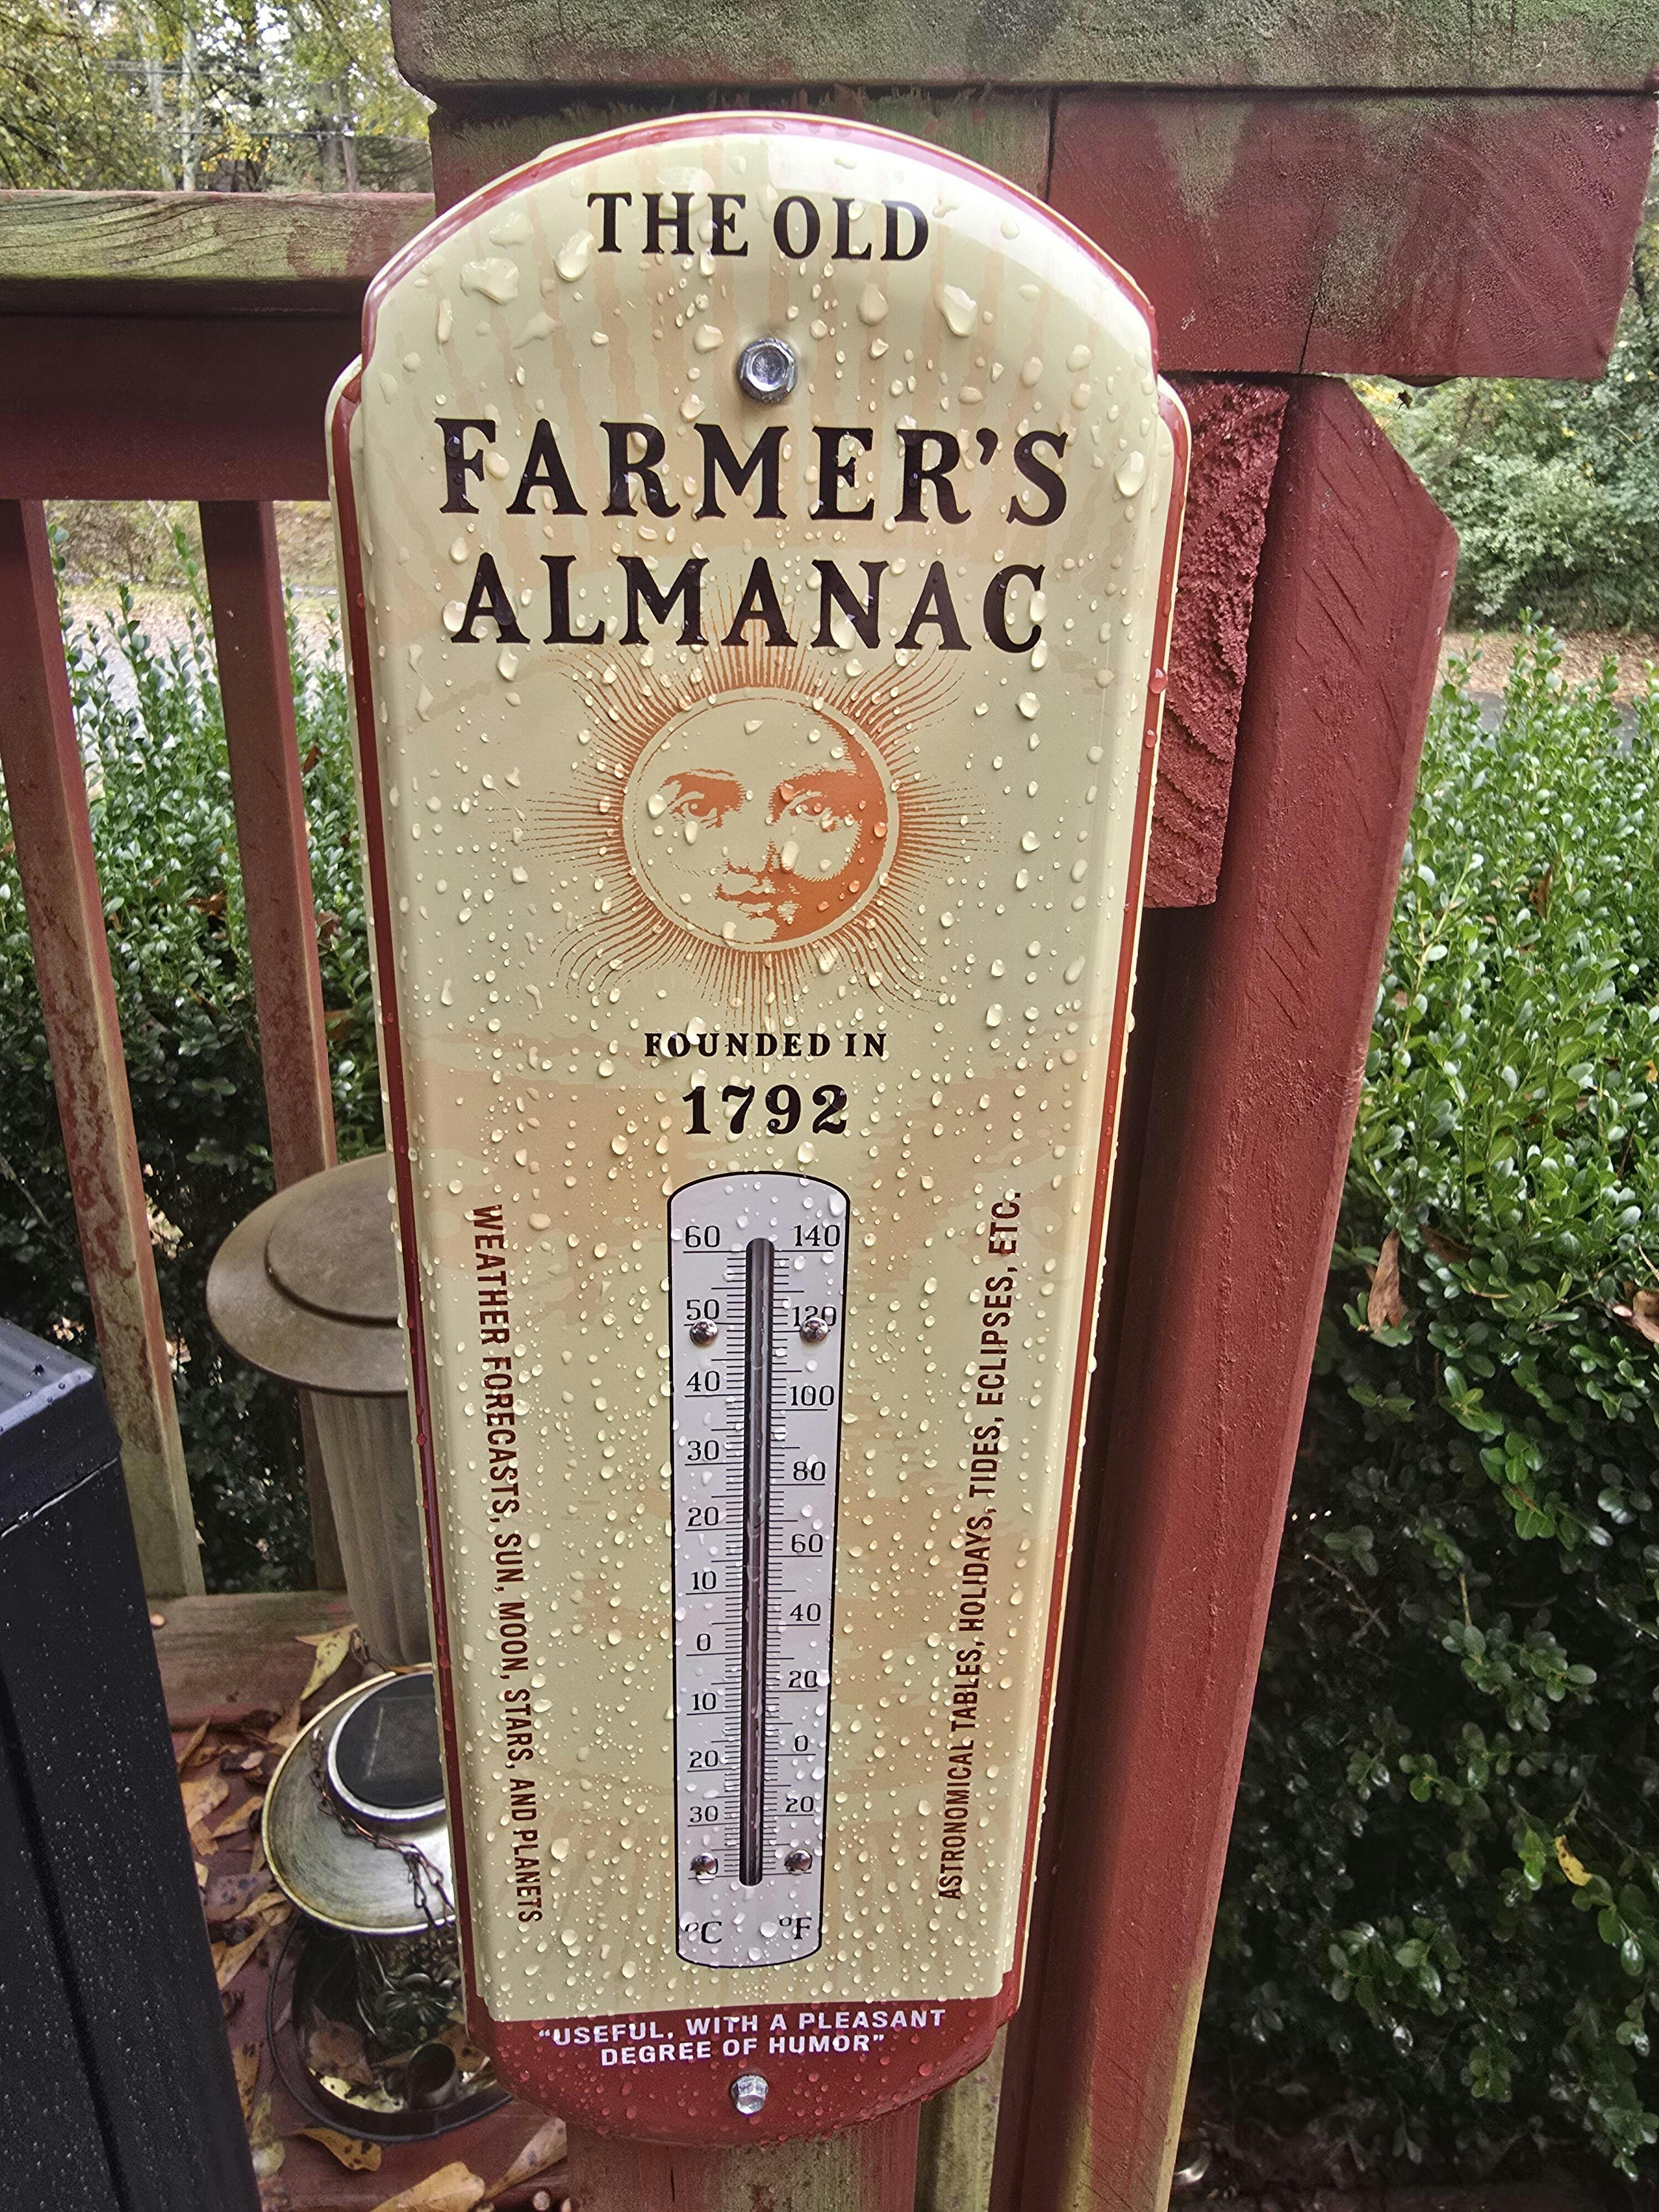 THE OLD
FARMER'S
ALMANAC
FOUNDED IN
1792
WEATHER FORECASTS, SUN, MOON, STARS, AND PLANETS
ASTRONOMICAL TABLES, HOLIDAYS, TIDES, ECLIPSES, ETC.
60 140
50 120
40 100
30 80
20 60
10 40
0 20
10 0
20 20
30
°C °F
"USEFUL, WITH A PLEASANT
DEGREE OF HUMOR"